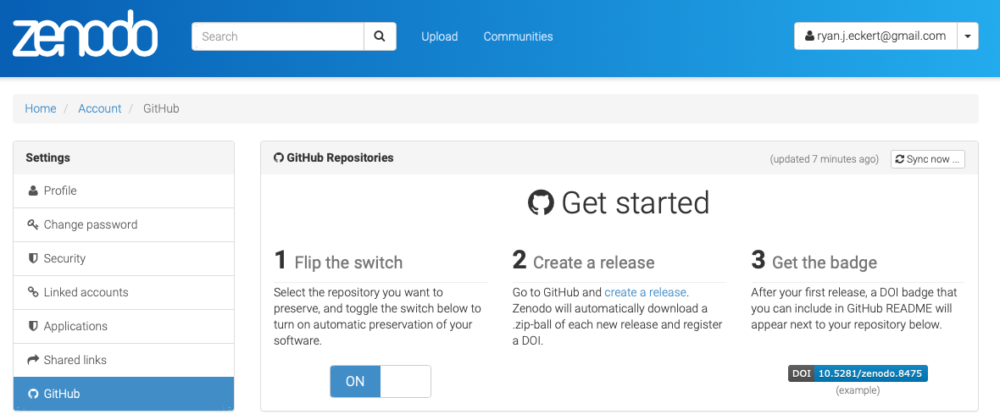 zenodo
Search
Upload
Communities
ryan.j.eckert@gmail.com
Home / Account / GitHub
Settings
Profile
Change password
Security
Linked accounts
Applications
Shared links
GitHub
GitHub Repositories
(updated 7 minutes ago)
Sync now ...
Get started
1 Flip the switch
Select the repository you want to
preserve, and toggle the switch below to
turn on automatic preservation of your
software.
ON
2 Create a release
Go to GitHub and create a release.
Zenodo will automatically download a
.zip-ball of each new release and register
a DOI.
3 Get the badge
After your first release, a DOI badge that
you can include in GitHub README will
appear next to your repository below.
DOI 10.5281/zenodo.8475
(example)